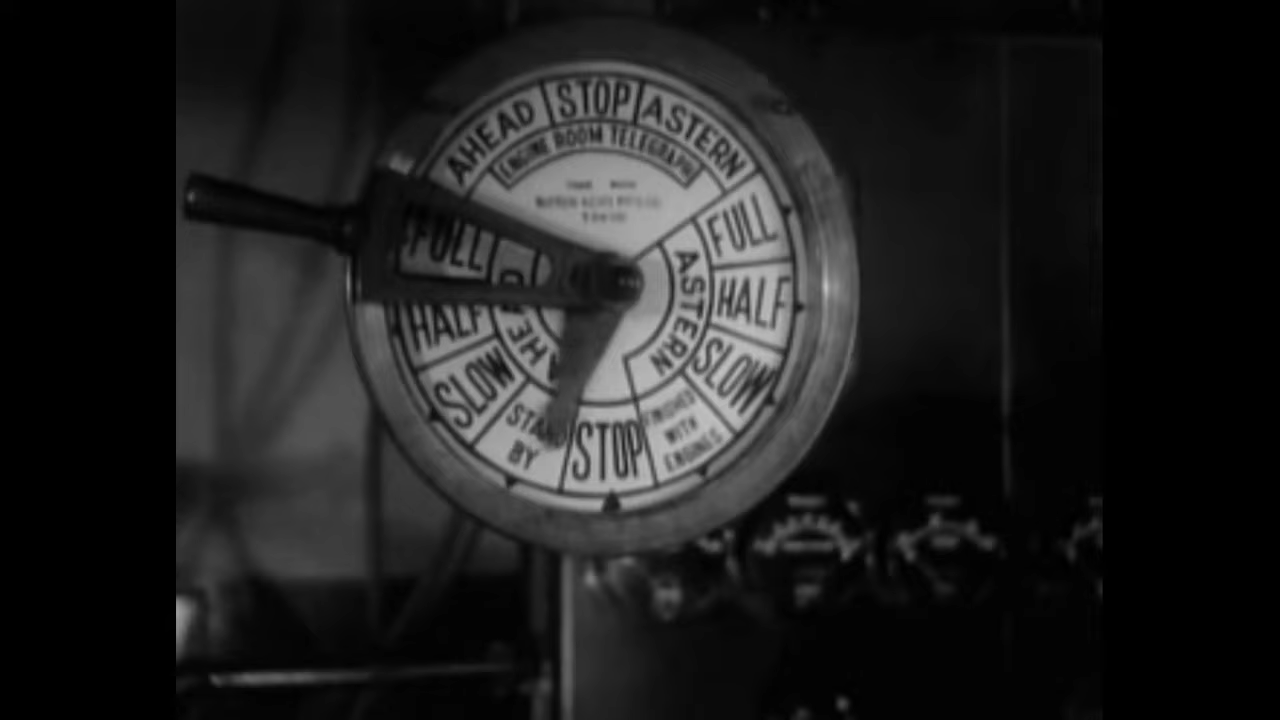 AHEAD STOP ASTERN
ENGINE ROOM TELEGRAPH
FULL
HALF
SLOW
STAND BY
STOP
FINISHED WITH ENGINES
SLOW
HALF
FULL
ASTERN